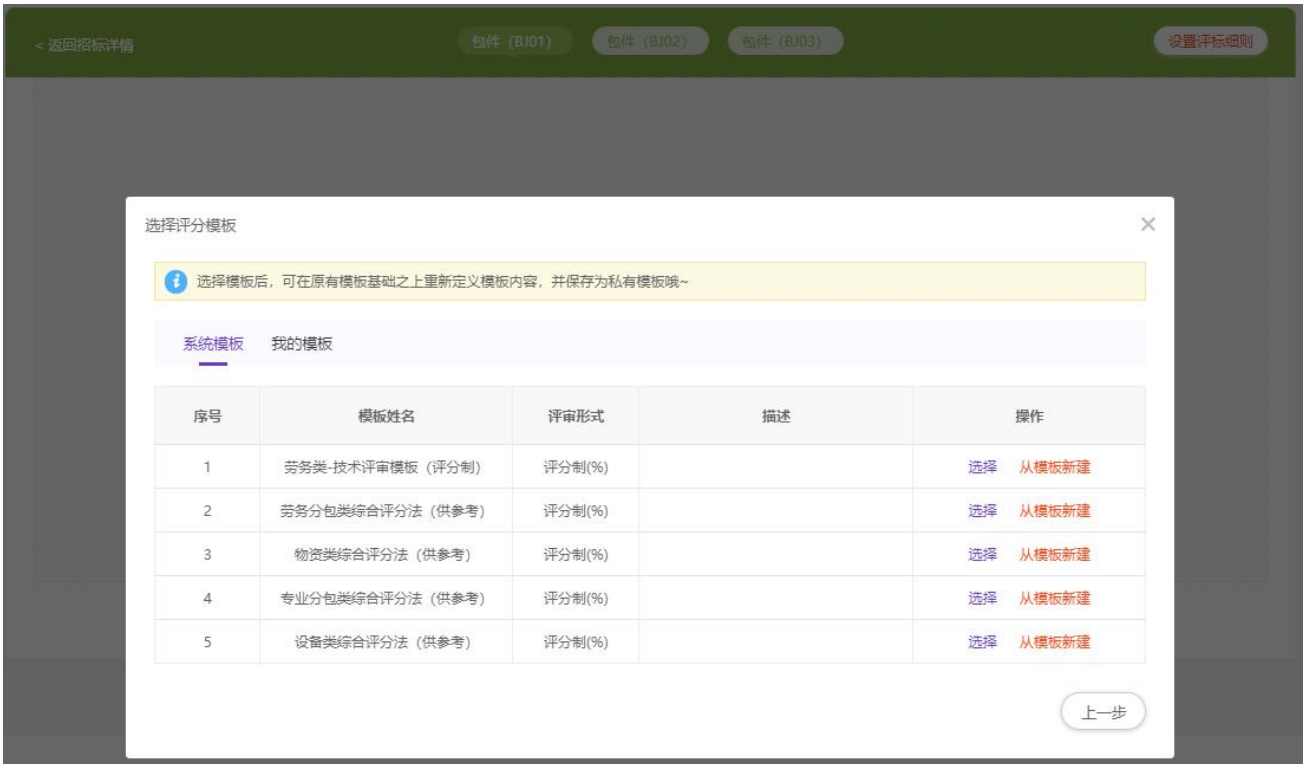 < 返回招标详情 包件（BJ01） 包件（BJ02） 包件（BJ03） 设置评标细则
选择评分模板 ×
选择模板后，可在原有模板基础之上重新定义模板内容，并保存为私有模板哦~
系统模板 我的模板
序号 模板姓名 评审形式 描述 操作
1 劳务类-技术评审模板（评分制） 评分制(%) 选择 从模板新建
2 劳务分包类综合评分法（供参考） 评分制(%) 选择 从模板新建
3 物资类综合评分法（供参考） 评分制(%) 选择 从模板新建
4 专业分包类综合评分法（供参考） 评分制(%) 选择 从模板新建
5 设备类综合评分法（供参考） 评分制(%) 选择 从模板新建
上一步